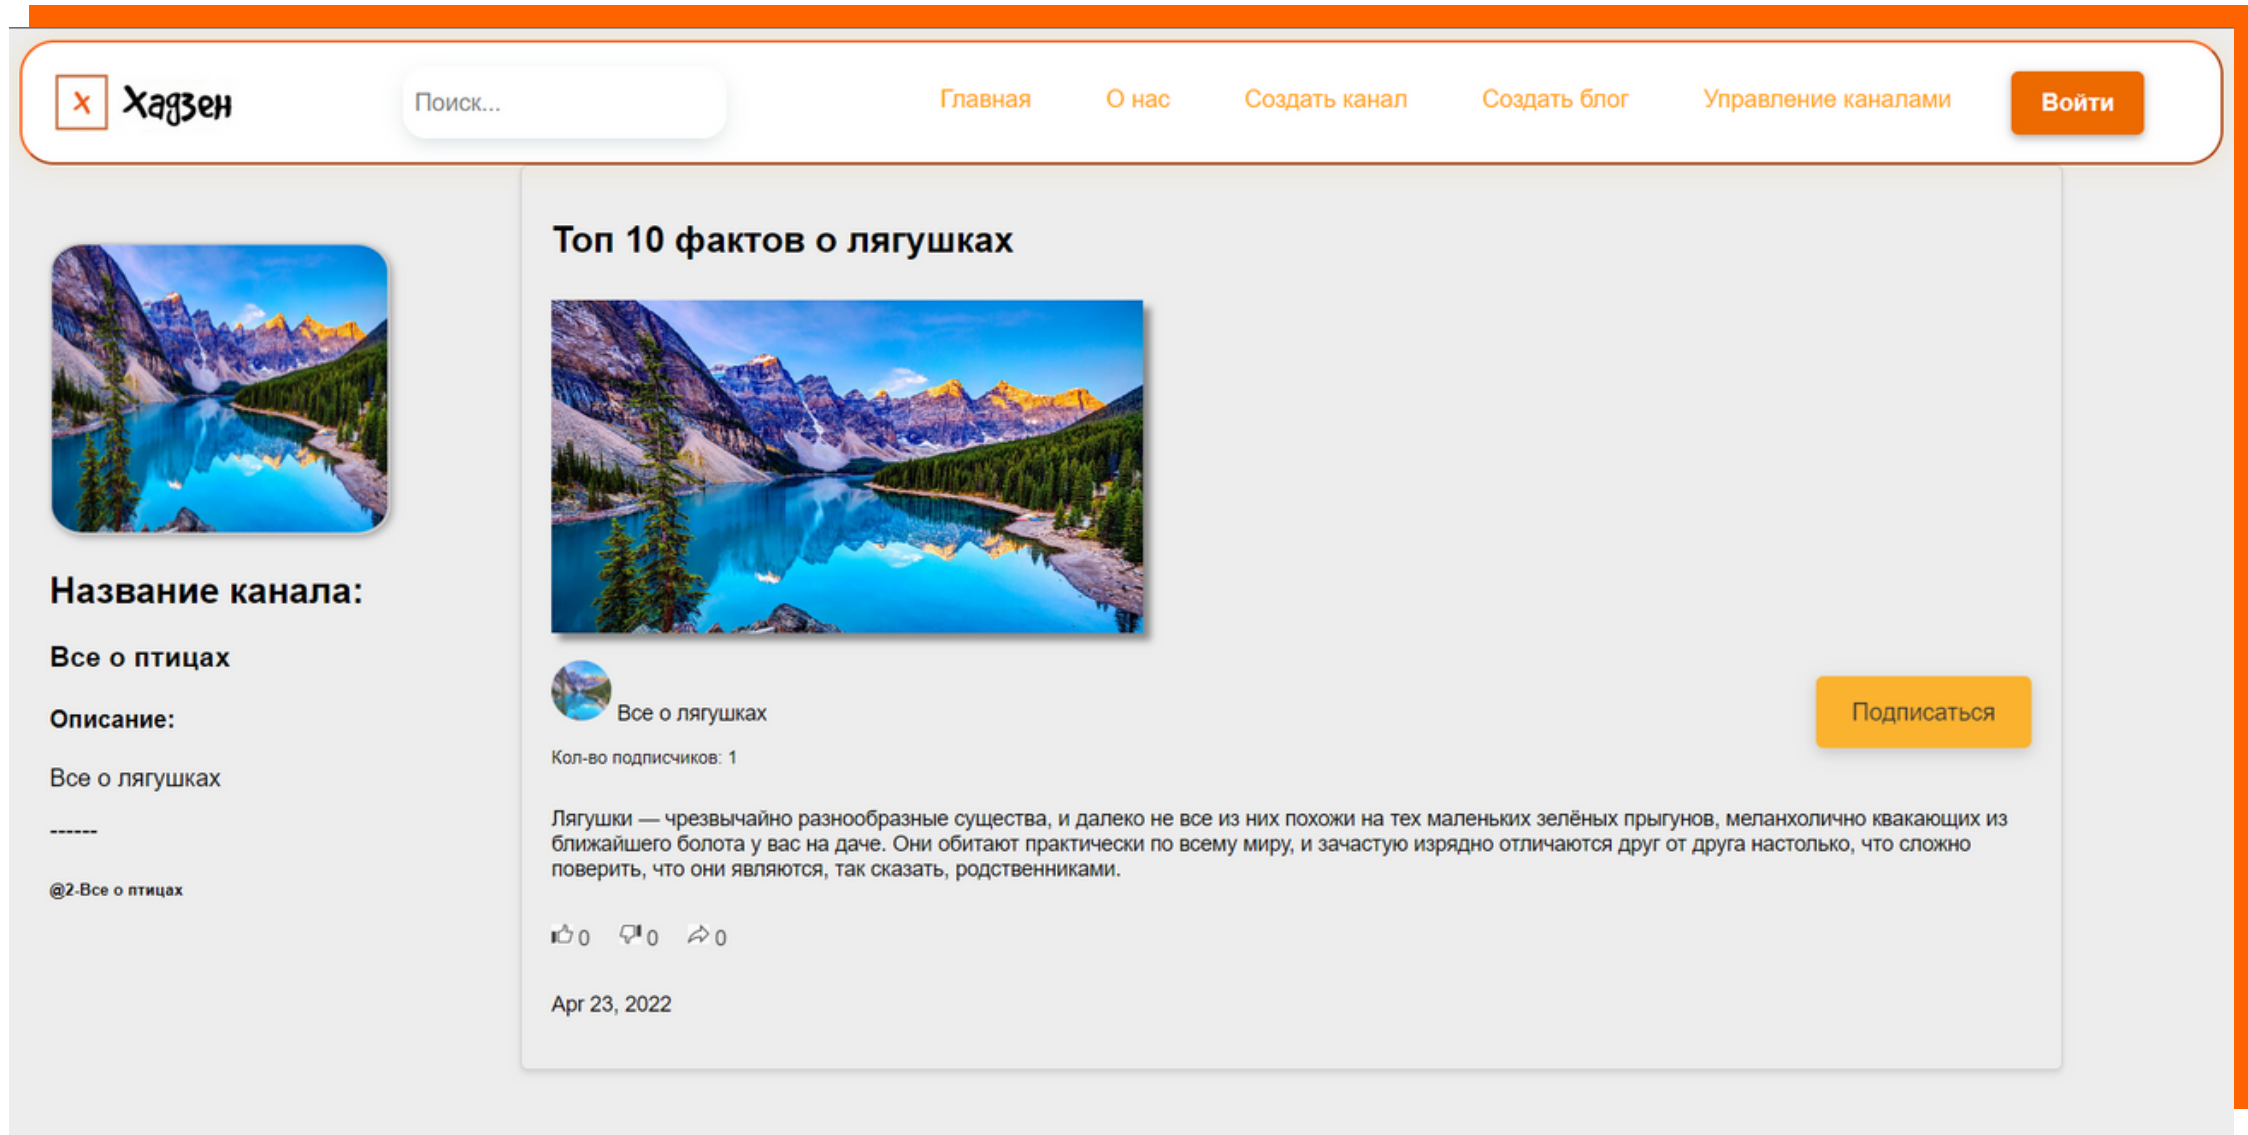 X Хадзен
Поиск...
Главная
О нас
Создать канал
Создать блог
Управление каналами
Войти
Название канала:
Все о птицах
Описание:
Все о лягушках
------
@2-Все о птицах
Топ 10 фактов о лягушках
Все о лягушках
Подписаться
Кол-во подписчиков: 1
Лягушки — чрезвычайно разнообразные существа, и далеко не все из них похожи на тех маленьких зелёных прыгунов, меланхолично квакающих из
ближайшего болота у вас на даче. Они обитают практически по всему миру, и зачастую изрядно отличаются друг от друга настолько, что сложно
поверить, что они являются, так сказать, родственниками.
0 0 0
Apr 23, 2022